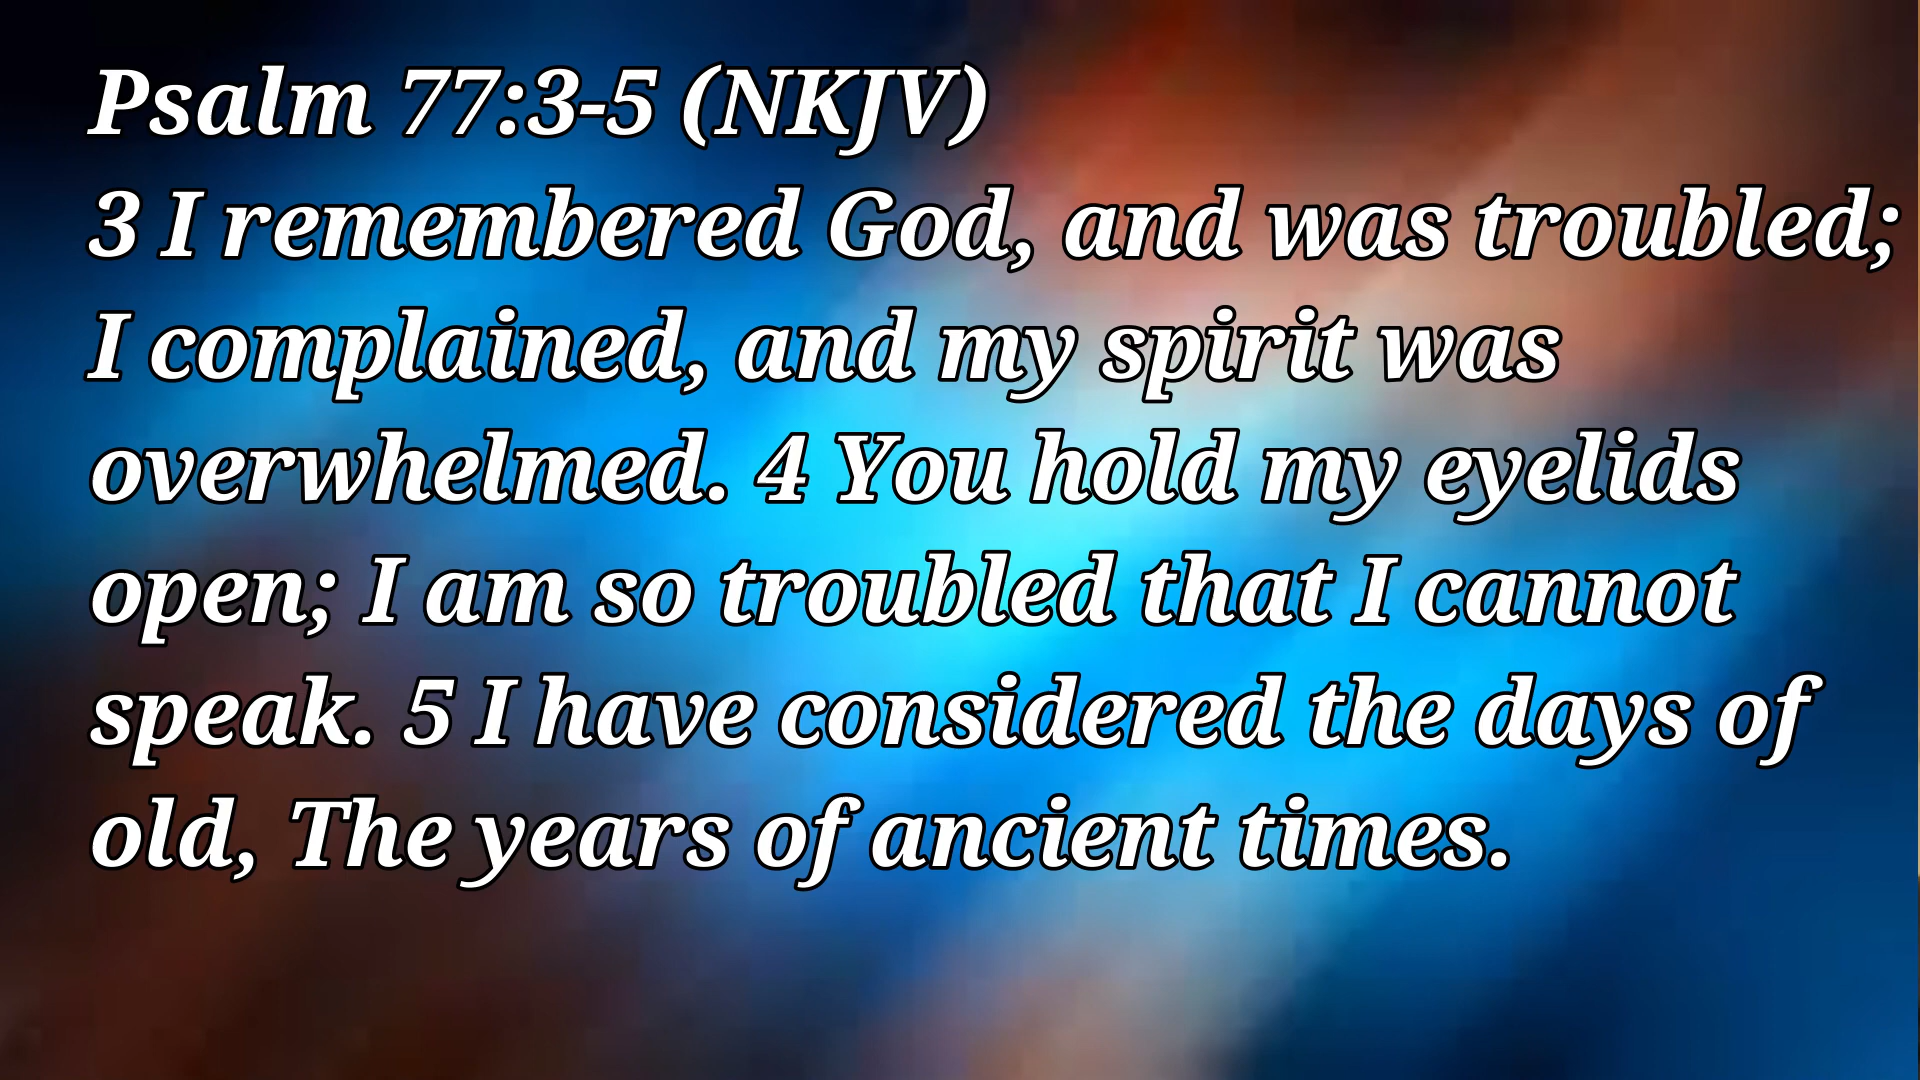 Psalm 77:3-5 (NKJV)
3 I remembered God, and was troubled;
I complained, and my spirit was
overwhelmed. 4 You hold my eyelids
open; I am so troubled that I cannot
speak. 5 I have considered the days of
old, The years of ancient times.